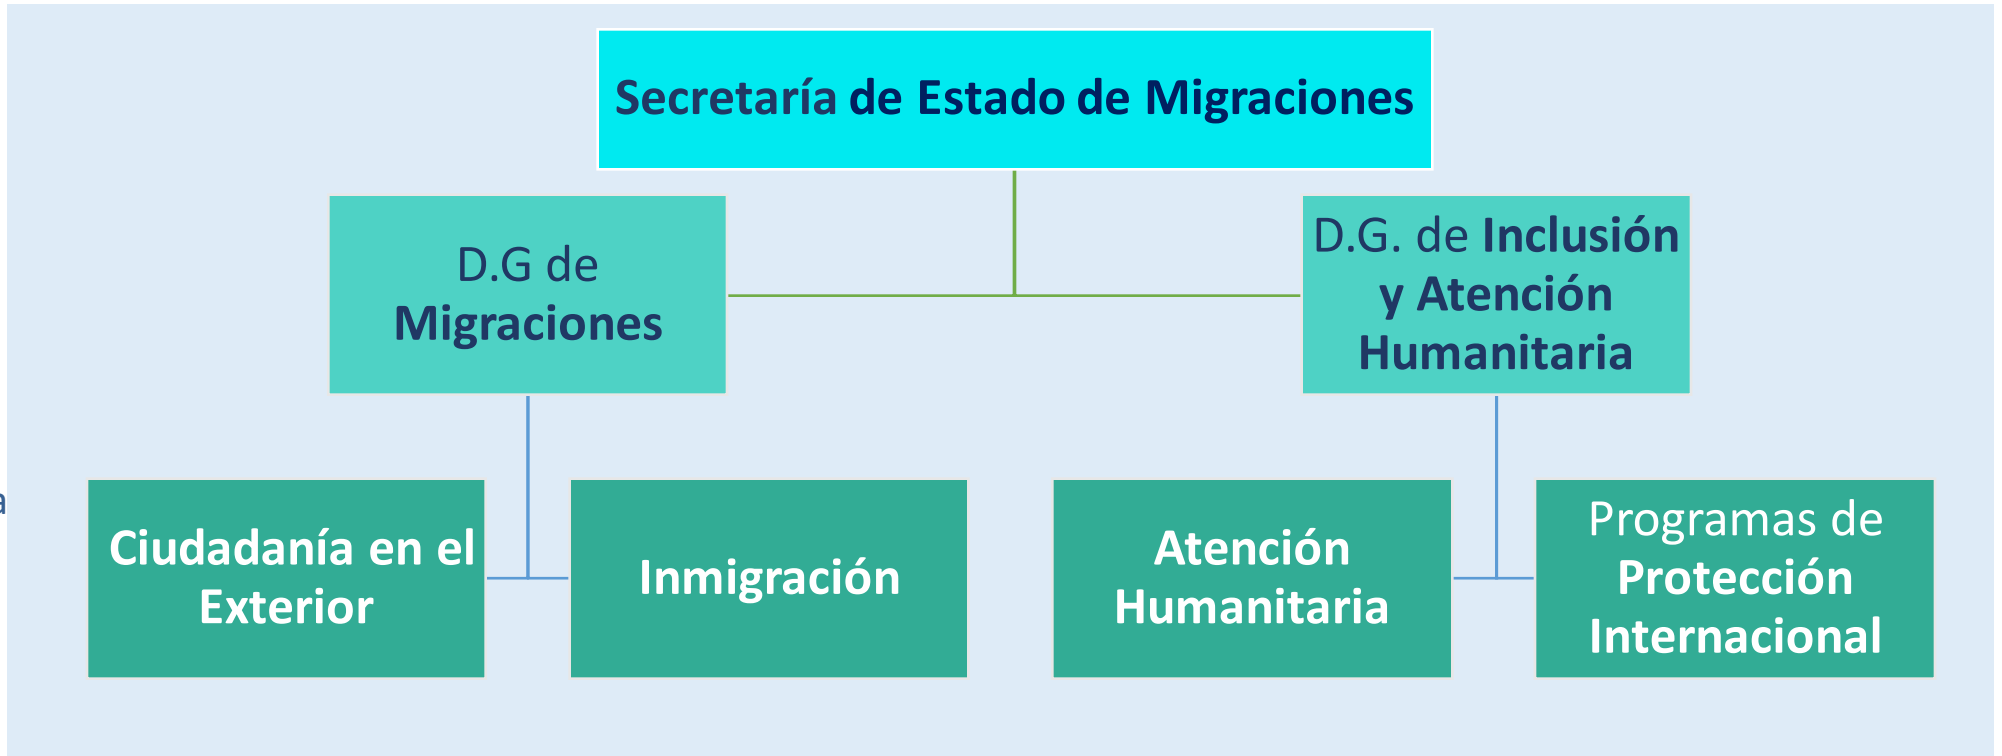 Secretaría de Estado de Migraciones
D.G de
Migraciones
D.G. de Inclusión
y Atención
Humanitaria
Ciudadanía en el
Exterior
Inmigración
Atención
Humanitaria
Programas de
Protección
Internacional